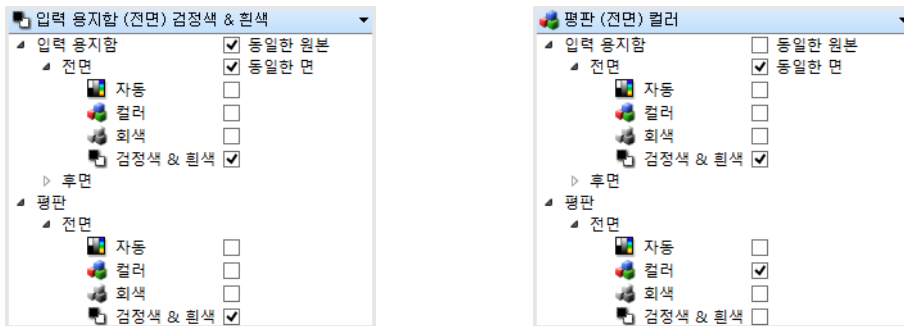 입력 용지함 (전면) 검정색 & 흰색
입력 용지함 동일한 원본
전면 동일한 면
자동
컬러
회색
검정색 & 흰색
후면
평판
전면
자동
컬러
회색
검정색 & 흰색
평판 (전면) 컬러
입력 용지함 동일한 원본
전면 동일한 면
자동
컬러
회색
검정색 & 흰색
후면
평판
전면
자동
컬러
회색
검정색 & 흰색